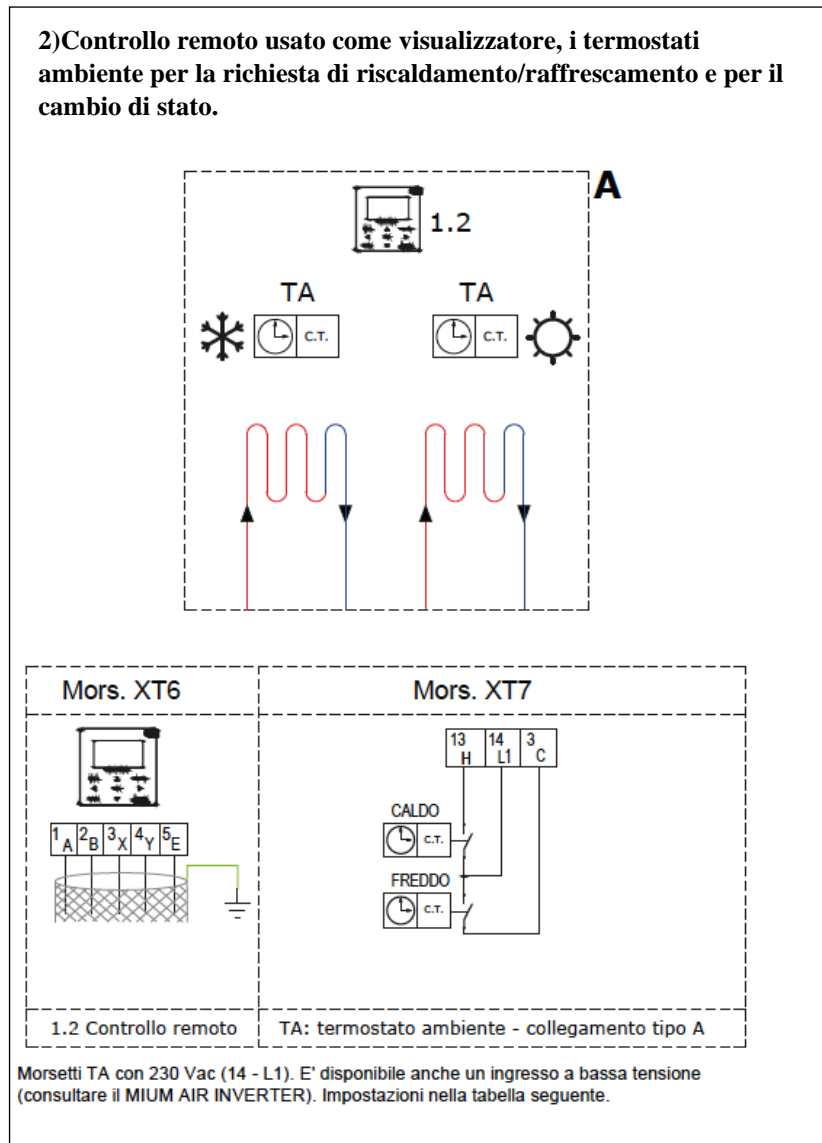 2)Controllo remoto usato come visualizzatore, i termostati
ambiente per la richiesta di riscaldamento/raffrescamento e per il
cambio di stato.
A
1.2
TA
TA
C.T.
C.T.
Mors. XT6
Mors. XT7
13 H
14 L1
3 C
CALDO
C.T.
1 A
2 B
3 X
4 Y
5 E
FREDDO
C.T.
1.2 Controllo remoto
TA: termostato ambiente - collegamento tipo A
Morsetti TA con 230 Vac (14 - L1). E' disponibile anche un ingresso a bassa tensione
(consultare il MIUM AIR INVERTER). Impostazioni nella tabella seguente.